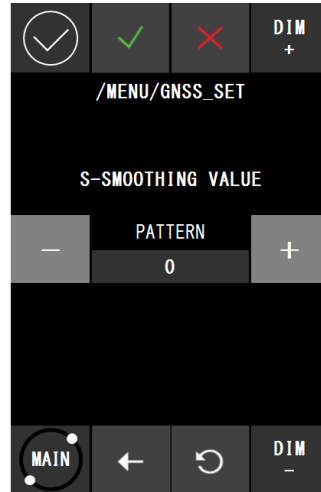 DIM
+
/MENU/GNSS_SET
S-SMOOTHING VALUE
PATTERN
− 0 +
MAIN
DIM
−